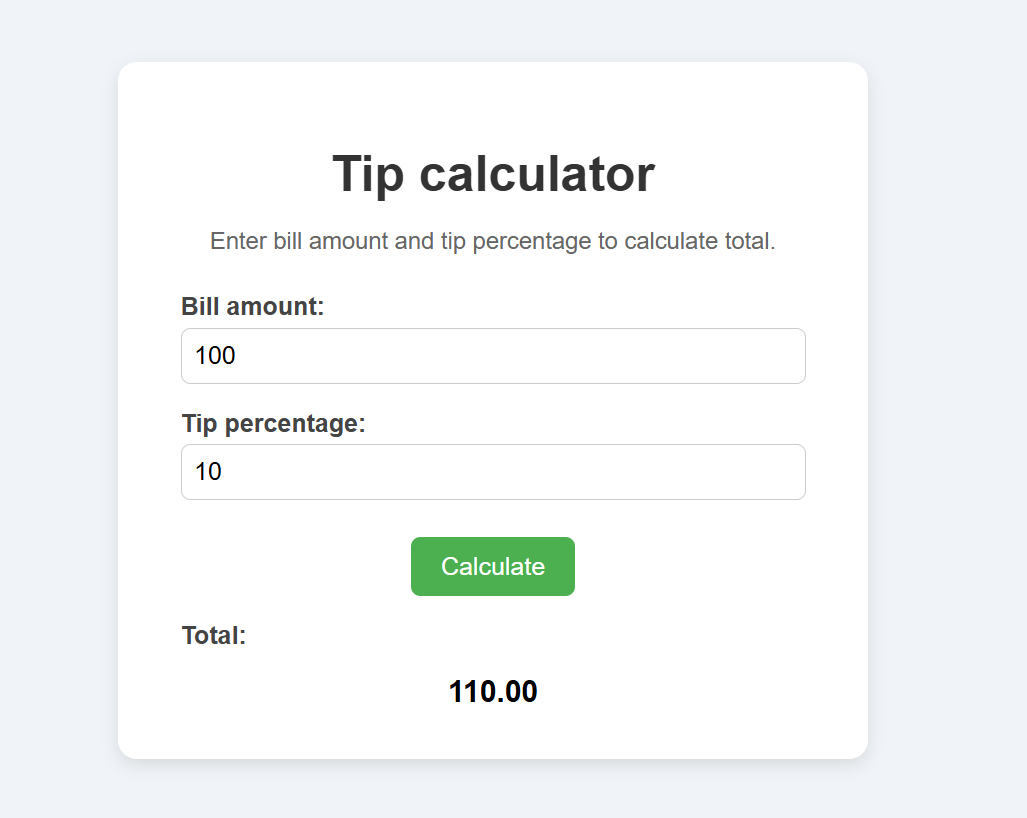 Tip calculator
Enter bill amount and tip percentage to calculate total.
Bill amount:
100
Tip percentage:
10
Calculate
Total:
110.00